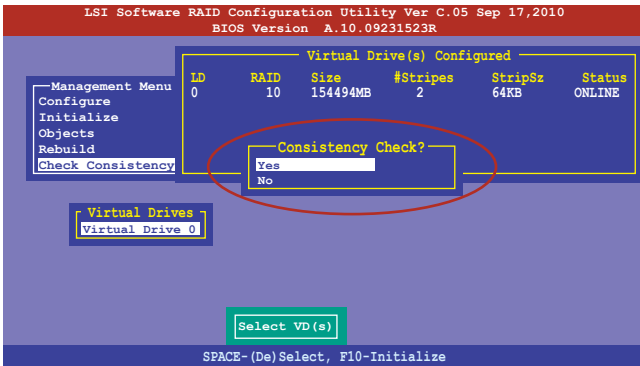 LSI Software RAID Configuration Utility Ver C.05 Sep 17,2010
BIOS Version A.10.09231523R
Virtual Drive(s) Configured
LD RAID Size #Stripes StripSz Status
0 10 154494MB 2 64KB ONLINE
Management Menu
Configure
Initialize
Objects
Rebuild
Check Consistency
Consistency Check?
Yes
No
Virtual Drives
Virtual Drive 0
Select VD(s)
SPACE-(De)Select, F10-Initialize